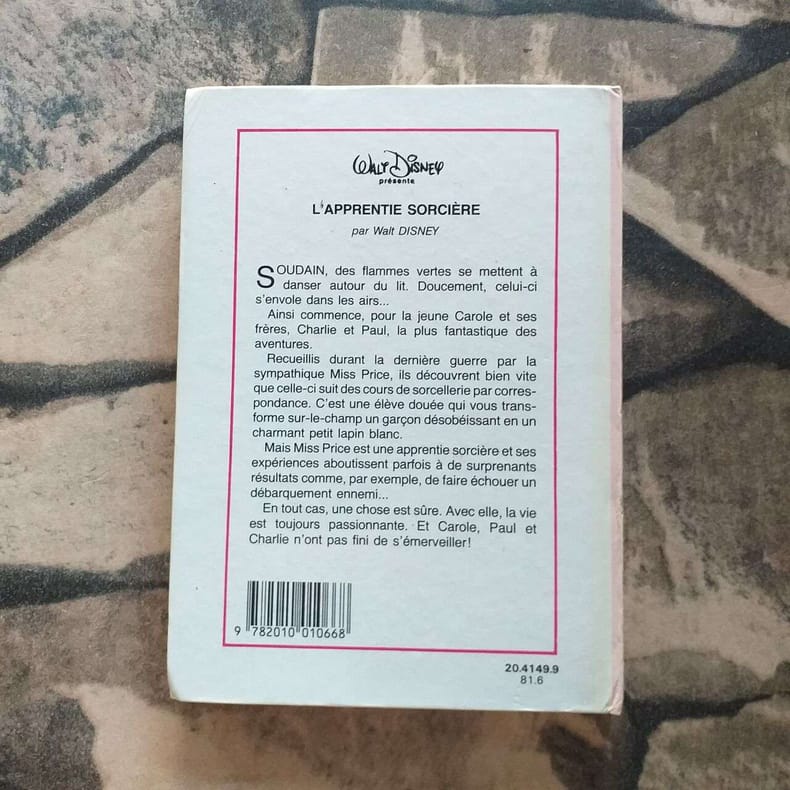 WALT DISNEY
présente
L'APPRENTIE SORCIÈRE
par Walt DISNEY
SOUDAIN, des flammes vertes se mettent à
danser autour du lit. Doucement, celui-ci
s'envole dans les airs...
Ainsi commence, pour la jeune Carole et ses
frères, Charlie et Paul, la plus fantastique des
aventures.
Recueillis durant la dernière guerre par la
sympathique Miss Price, ils découvrent bien vite
que celle-ci suit des cours de sorcellerie par corres-
pondance. C'est une élève douée qui vous trans-
forme sur-le-champ un garçon désobéissant en un
charmant petit lapin blanc.
Mais Miss Price est une apprentie sorcière et ses
expériences aboutissent parfois à de surprenants
résultats comme, par exemple, de faire échouer un
débarquement ennemi...
En tout cas, une chose est sûre. Avec elle, la vie
est toujours passionnante. Et Carole, Paul et
Charlie n'ont pas fini de s'émerveiller!
9 782010 010668
20.4149.9
81.6